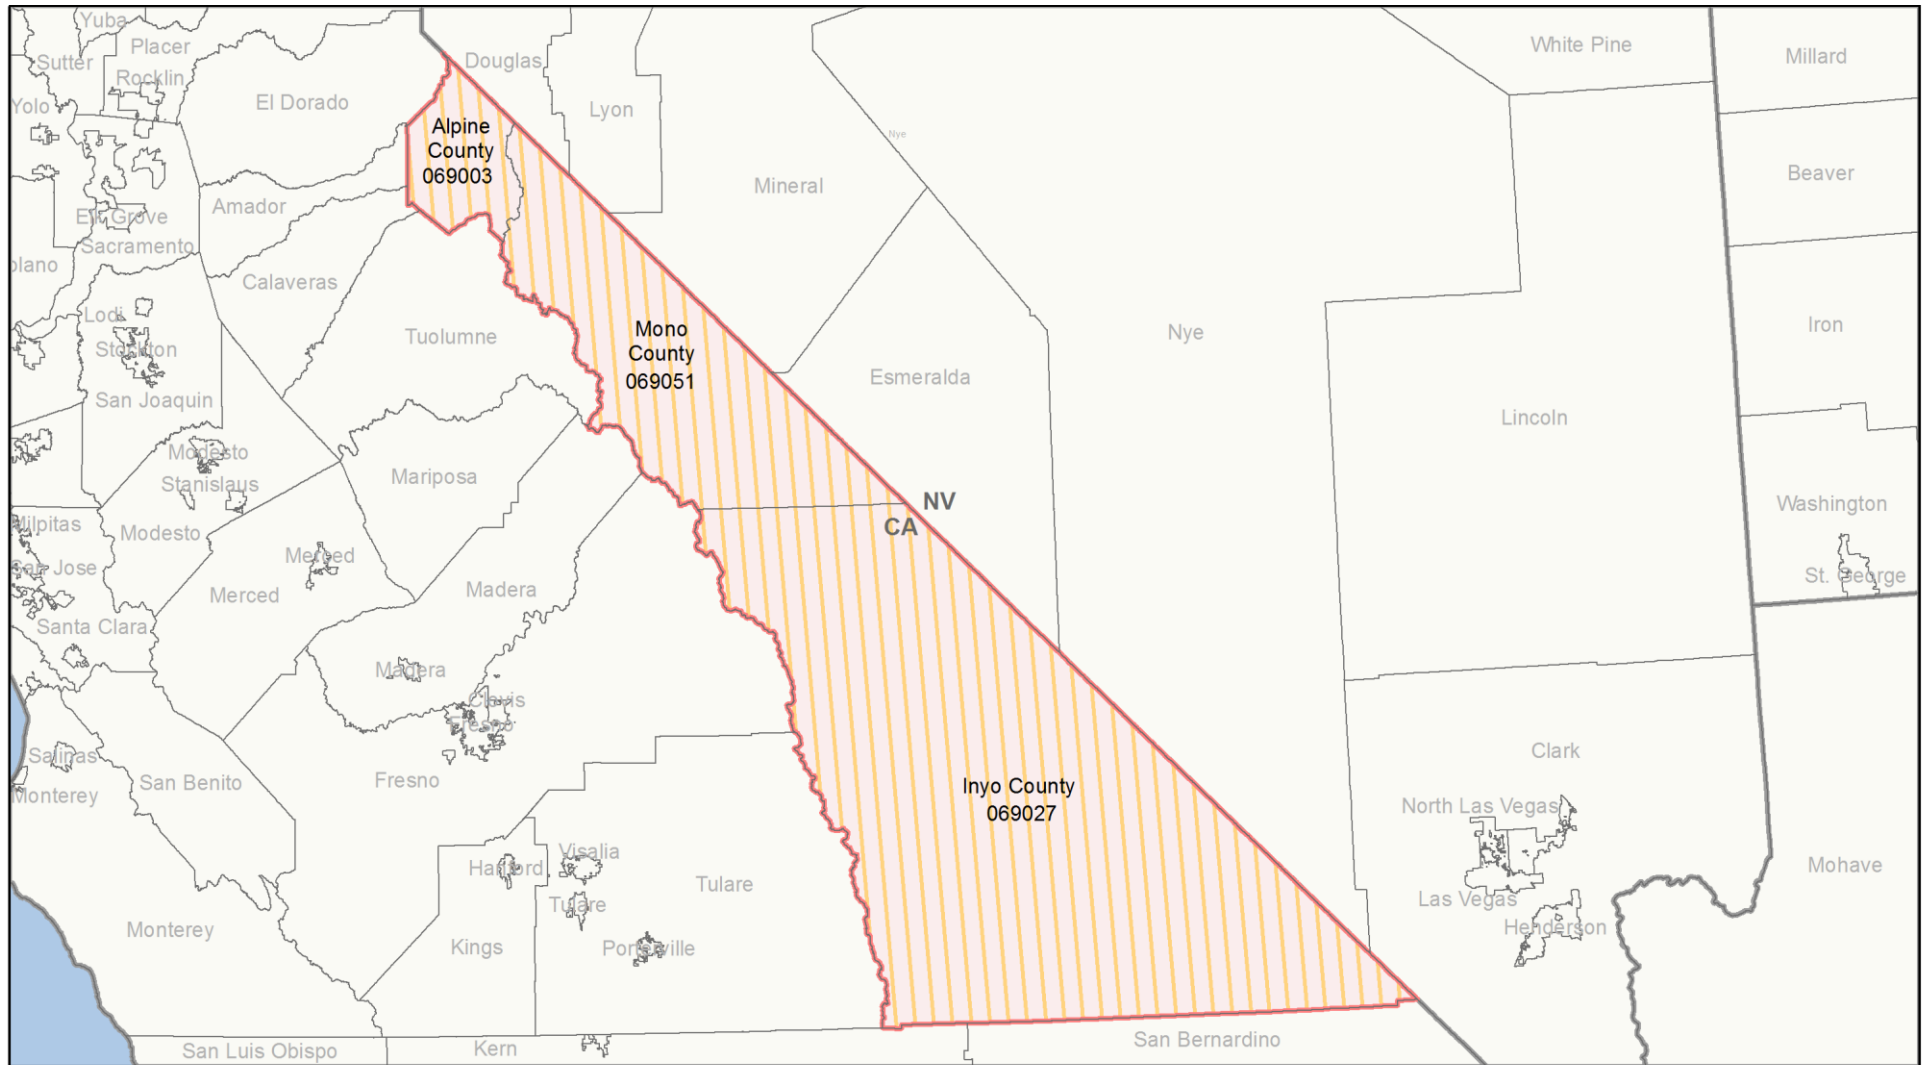 Yuba
Placer
Sutter
Rocklin
Yolo
El Dorado
Douglas
Lyon
White Pine
Millard
Alpine
County
069003
Nye
Mineral
Beaver
Amador
Elk Grove
Sacramento
olano
Calaveras
Lodi
Stockton
Tuolumne
Mono
County
069051
Nye
Iron
Esmeralda
San Joaquin
Lincoln
Modesto
Stanislaus
Mariposa
NV
CA
Washington
Milpitas
Modesto
Merced
San Jose
Merced
Madera
St. George
Santa Clara
Madera
Clovis
Fresno
Salinas
Monterey
San Benito
Fresno
Inyo County
069027
Clark
North Las Vegas
Hanford
Visalia
Tulare
Tulare
Las Vegas
Henderson
Mohave
Monterey
Kings
Porterville
San Luis Obispo
Kern
San Bernardino